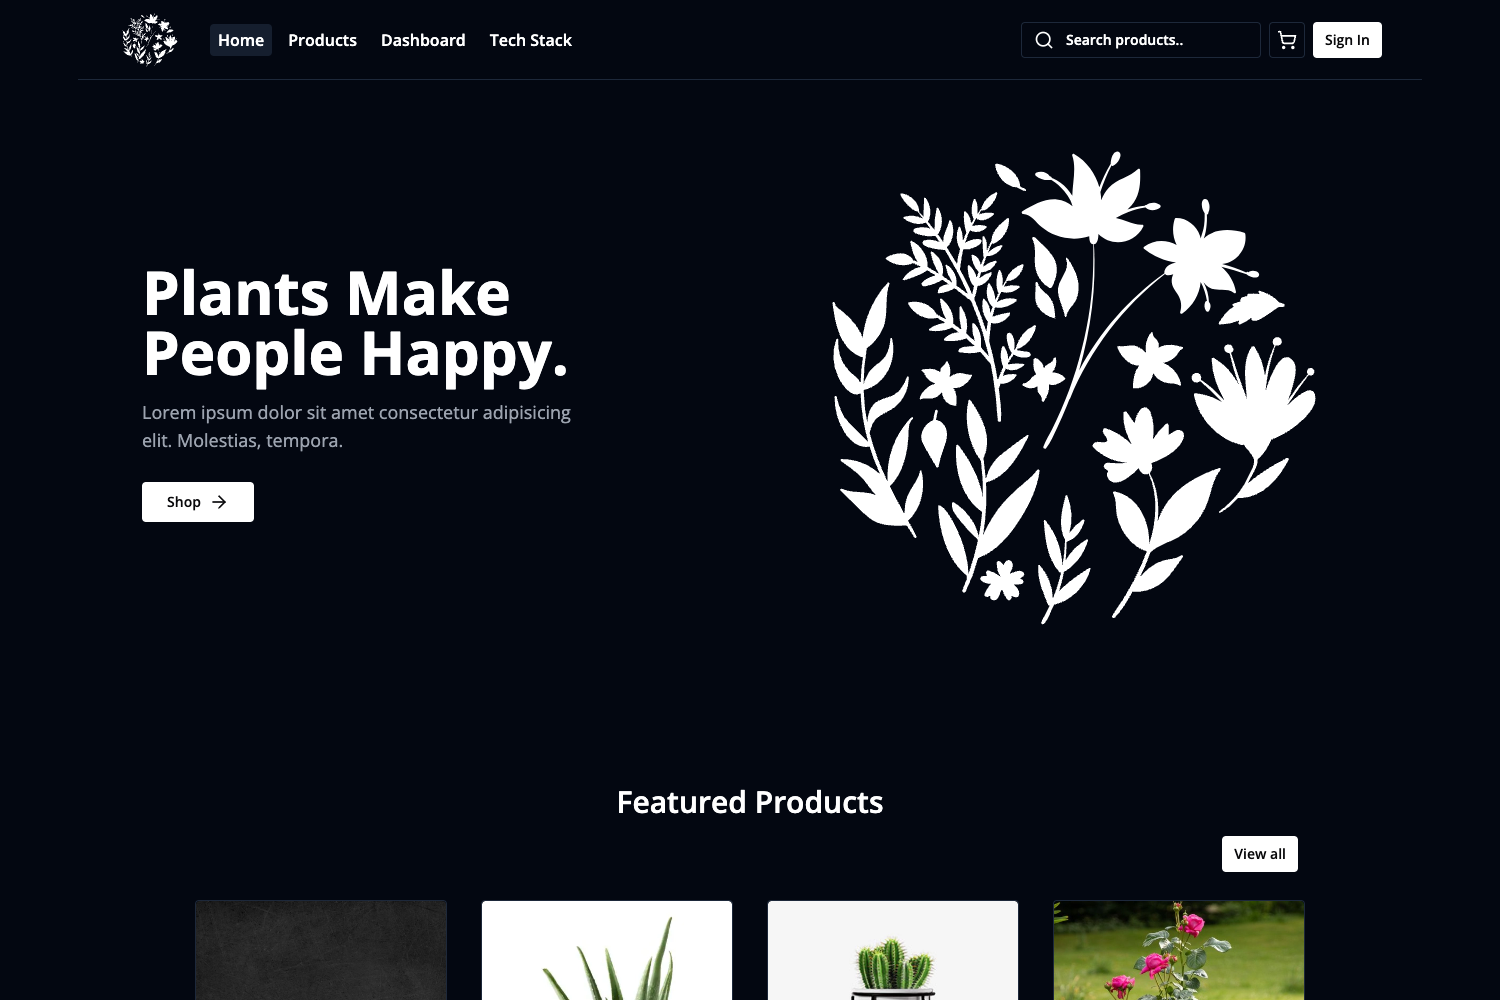 Home
Products
Dashboard
Tech Stack
Search products..
Sign In
Plants Make
People Happy.
Lorem ipsum dolor sit amet consectetur adipisicing
elit. Molestias, tempora.
Shop
Featured Products
View all